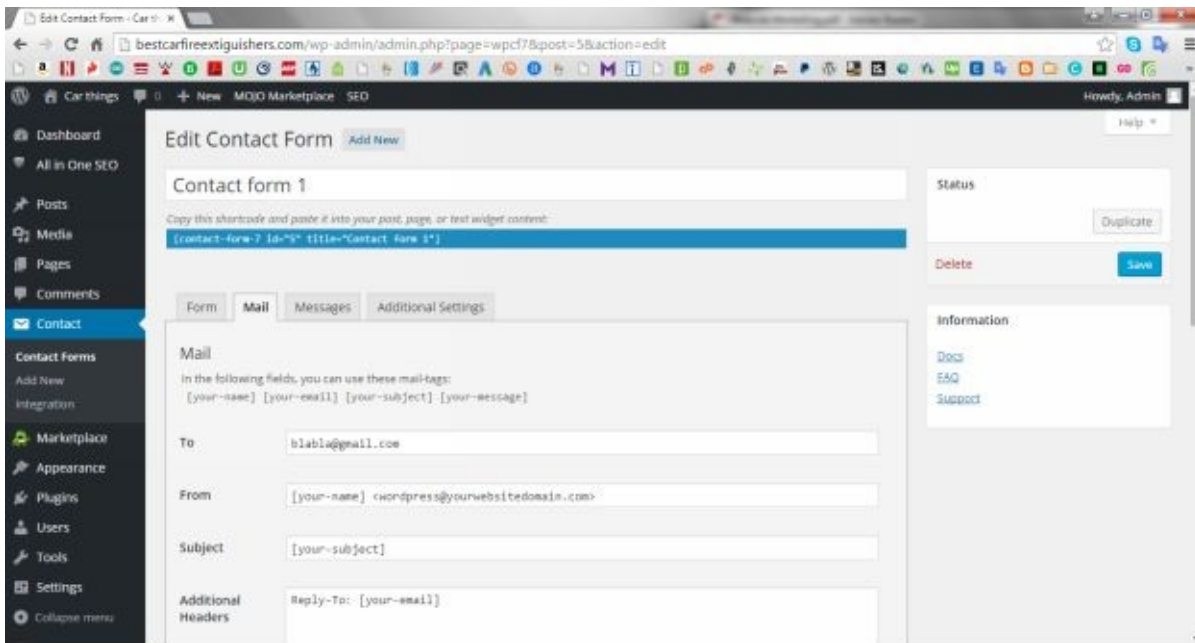 Edit Contact Form ‹ Car th
bestcarfireextiguishers.com/wp-admin/admin.php?page=wpcf7&post=5&action=edit
Car things 0 + New MOJO Marketplace SEO
Howdy, Admin
Help
Dashboard
All in One SEO
Posts
Media
Pages
Comments
Contact
Contact Forms
Add New
Integration
Marketplace
Appearance
Plugins
Users
Tools
Settings
Collapse menu
Edit Contact Form Add New
Contact form 1
Copy this shortcode and paste it into your post, page, or text widget content:
[contact-form-7 id="5" title="Contact form 1"]
Form Mail Messages Additional Settings
Mail
In the following fields, you can use these mail-tags:
[your-name] [your-email] [your-subject] [your-message]
To
blabla@gmail.com
From
[your-name] <wordpress@yourwebsitedomain.com>
Subject
[your-subject]
Additional
Headers
Reply-To: [your-email]
Status
Duplicate
Delete
Save
Information
Docs
FAQ
Support